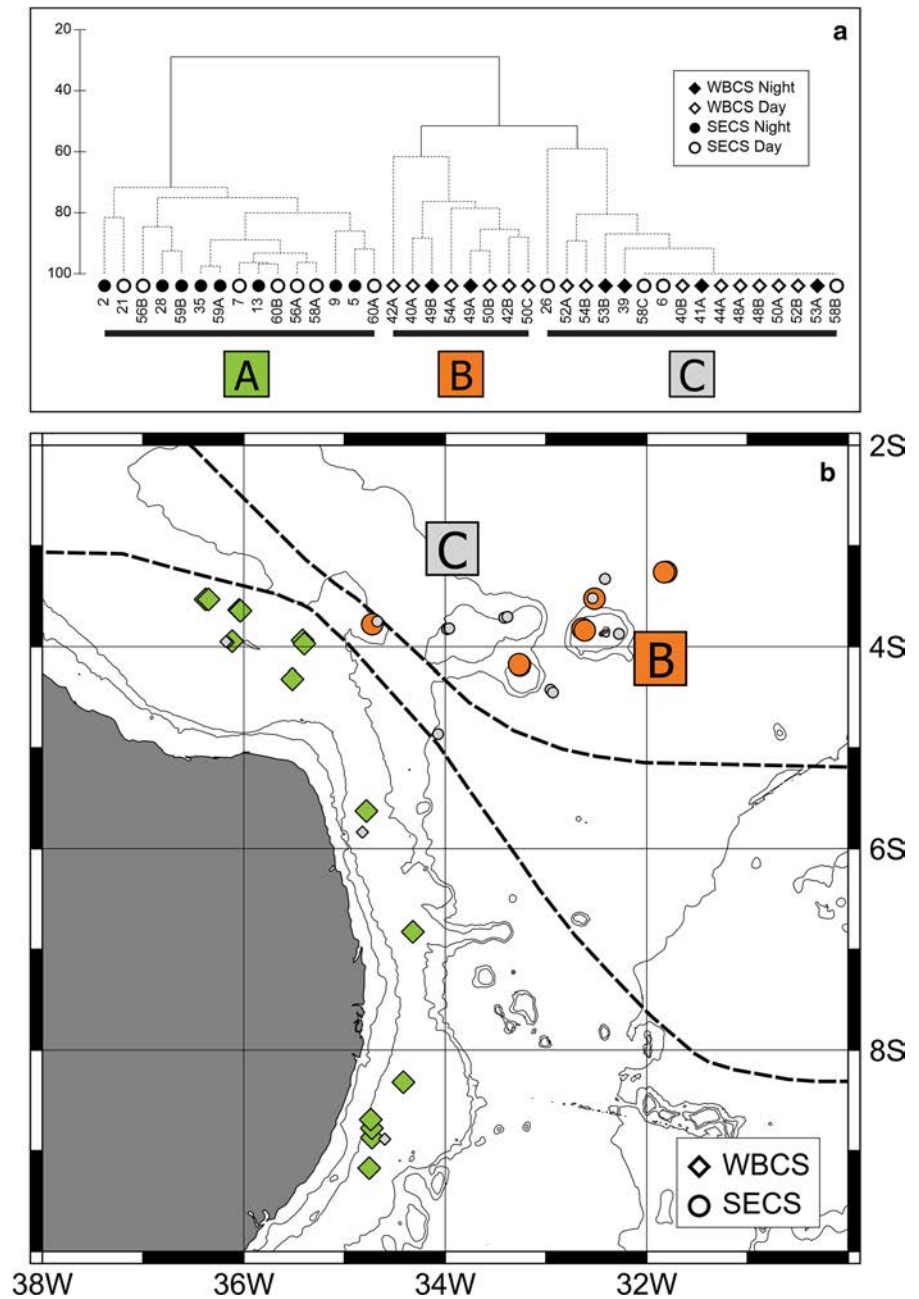 a
20
40
60
80
100
WBCS Night
WBCS Day
SECS Night
SECS Day
2 21 56B 28 59B 35 59A 7 13 60B 56A 58A 9 5 60A 42A 40A 49B 54A 49A 50B 42B 50C 26 52A 54B 53B 39 58C 6 40B 41A 44A 48A 48B 50A 52B 53A 58B
A B C
b
2S
4S
6S
8S
C
B
WBCS
SECS
38W 36W 34W 32W